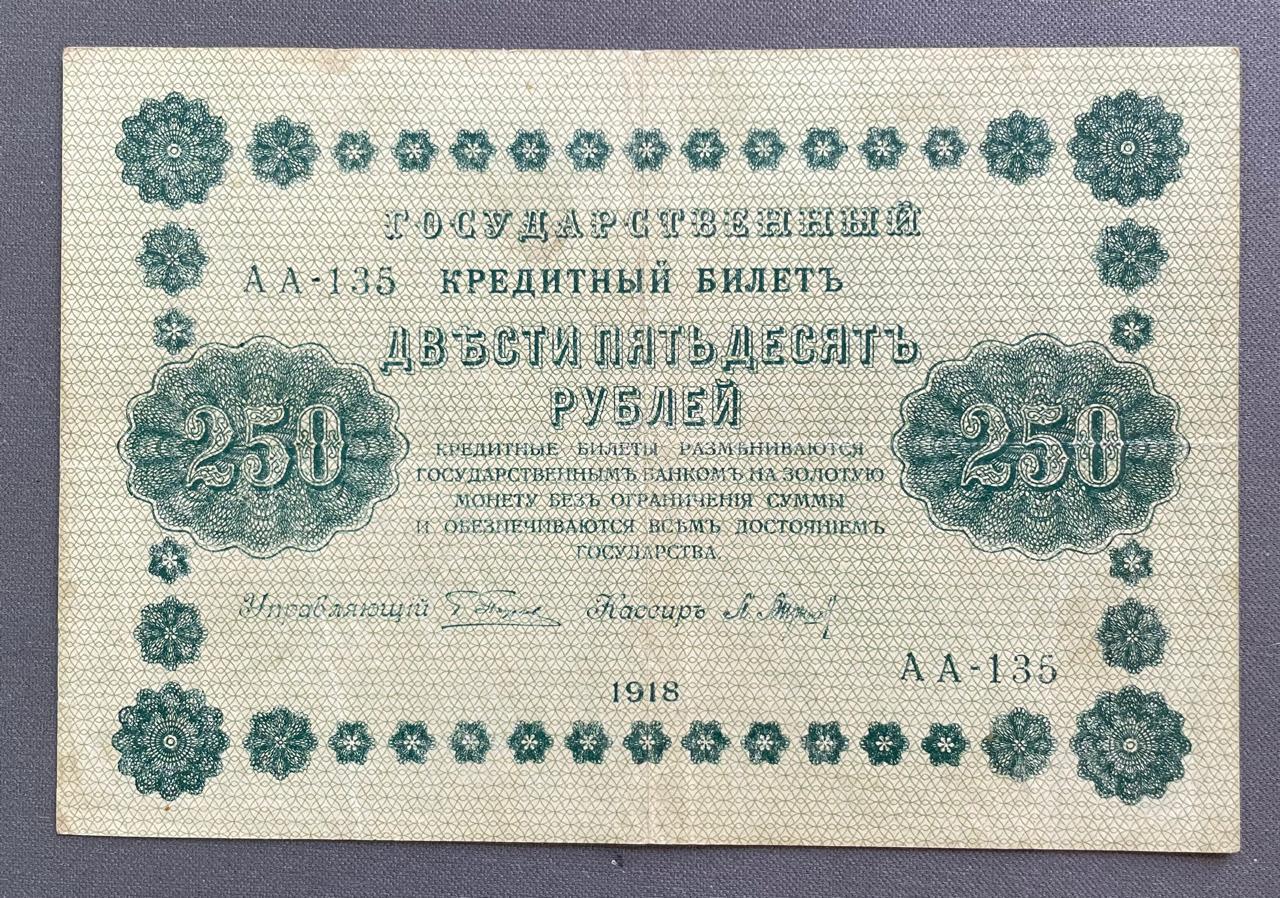 ГОСУДАРСТВЕННЫЙ
АА-135 КРЕДИТНЫЙ БИЛЕТЪ
ДВѢСТИ ПЯТЬДЕСЯТЪ
РУБЛЕЙ
250 250
КРЕДИТНЫЕ БИЛЕТЫ РАЗМѢНИВАЮТСЯ
ГОСУДАРСТВЕННЫМЪ БАНКОМЪ НА ЗОЛОТУЮ
МОНЕТУ БЕЗЪ ОГРАНИЧЕНІЯ СУММЫ
И ОБЕЗПЕЧИВАЮТСЯ ВСѢМЪ ДОСТОЯНІЕМЪ
ГОСУДАРСТВА.
Управляющій Кассиръ
АА-135
1918